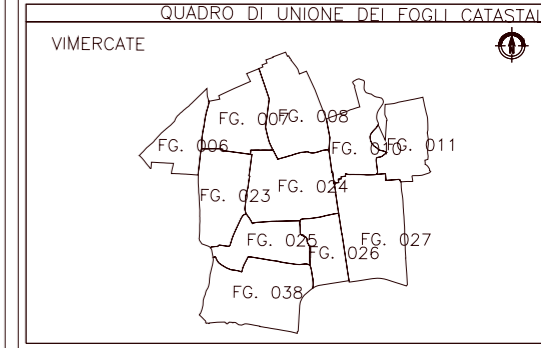 QUADRO DI UNIONE DEI FOGLI CATASTALI
VIMERCATE
FG. 007
FG. 008
FG. 006
FG. 010
FG. 011
FG. 023
FG. 024
FG. 025
FG. 026
FG. 027
FG. 038